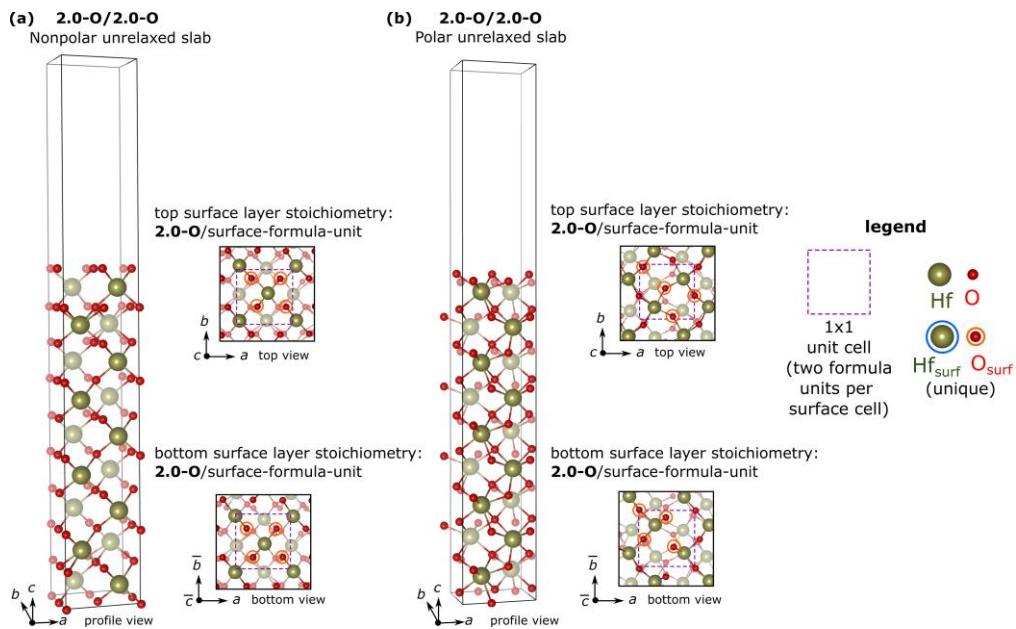 (a) 2.0-O/2.0-O
Nonpolar unrelaxed slab
top surface layer stoichiometry:
2.0-O/surface-formula-unit
b
c a top view
bottom surface layer stoichiometry:
2.0-O/surface-formula-unit
b̅
c̅ a bottom view
b c
a profile view
(b) 2.0-O/2.0-O
Polar unrelaxed slab
top surface layer stoichiometry:
2.0-O/surface-formula-unit
b
c a top view
bottom surface layer stoichiometry:
2.0-O/surface-formula-unit
b̅
c̅ a bottom view
b c
a profile view
legend
1x1
unit cell
(two formula
units per
surface cell)
Hf O
Hfsurf Osurf
(unique)